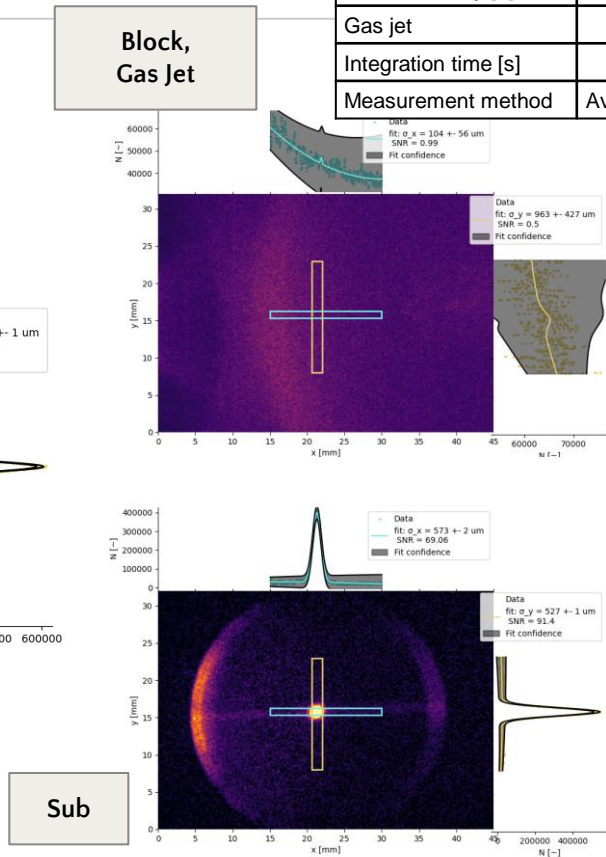 Block,
Gas Jet
Gas jet
Integration time [s]
Measurement method Av
60000
50000
40000
N [−]
Data
fit: σ_x = 104 +- 56 um
SNR = 0.99
Fit confidence
Data
fit: σ_y = 963 +- 427 um
SNR = 0.5
Fit confidence
30
25
20
15
10
5
0
y [mm]
0 5 10 15 20 25 30 35 40 45
x [mm]
60000 70000
N [−]
+- 1 um
00 600000
400000
300000
200000
100000
0
N [−]
Data
fit: σ_x = 573 +- 2 um
SNR = 69.06
Fit confidence
Data
fit: σ_y = 527 +- 1 um
SNR = 91.4
Fit confidence
30
25
20
15
10
5
0
y [mm]
0 5 10 15 20 25 30 35 40 45
x [mm]
0 200000 400000
N [−]
Sub